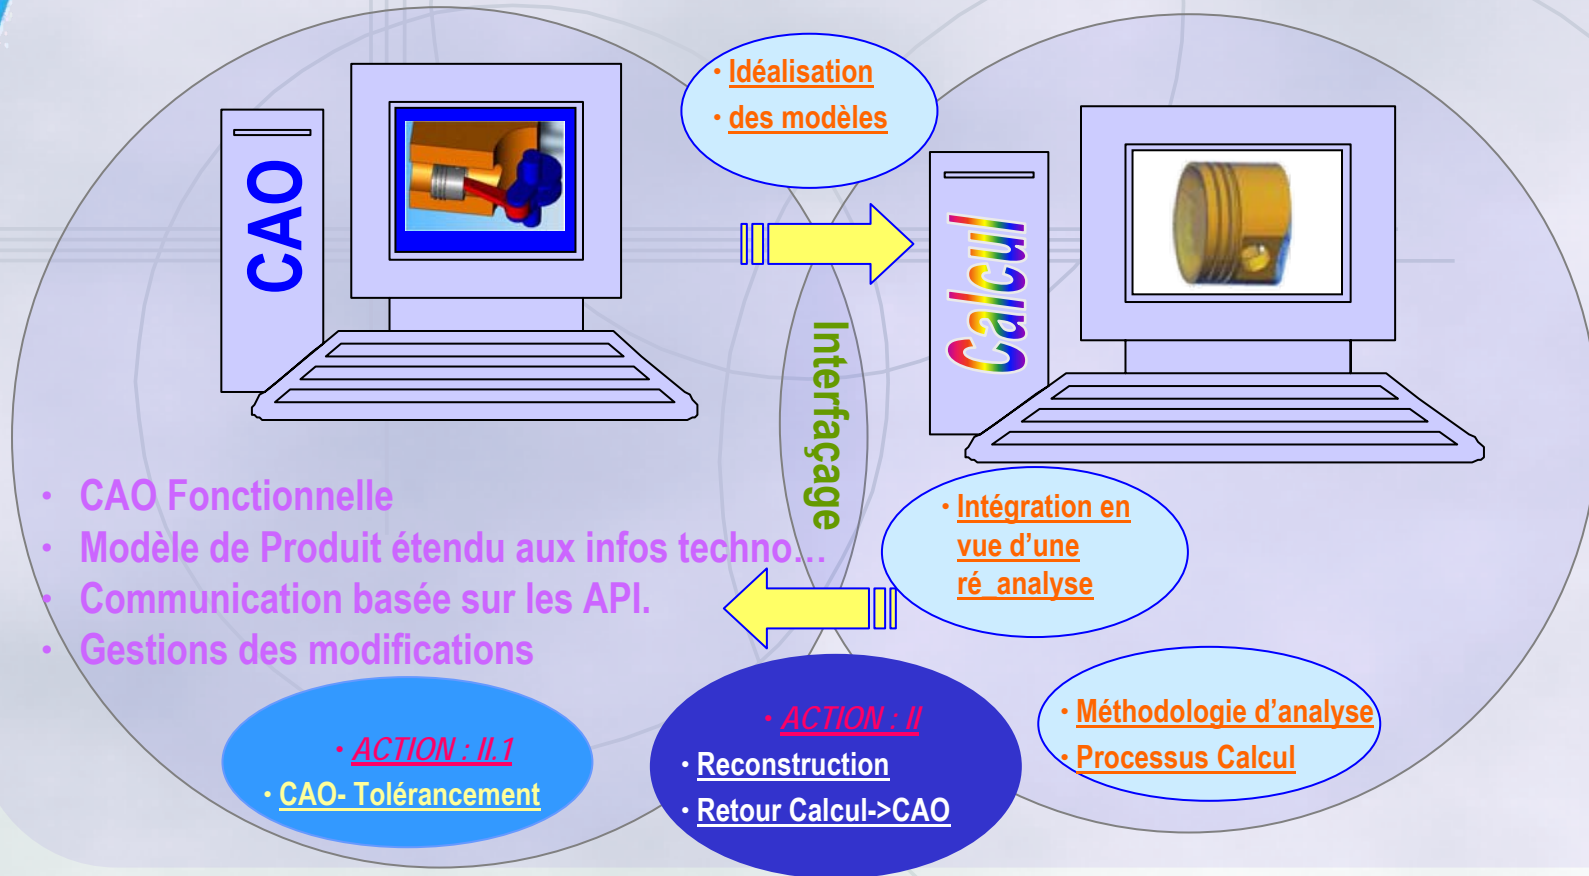 • Idéalisation
• des modèles
CAO
Calcul
Interfaçage
• CAO Fonctionnelle
• Modèle de Produit étendu aux infos techno…
• Communication basée sur les API.
• Gestions des modifications
• Intégration en
vue d'une
ré_analyse
• ACTION : II.1
• CAO- Tolérancement
• ACTION : II
• Reconstruction
• Retour Calcul->CAO
• Méthodologie d'analyse
• Processus Calcul